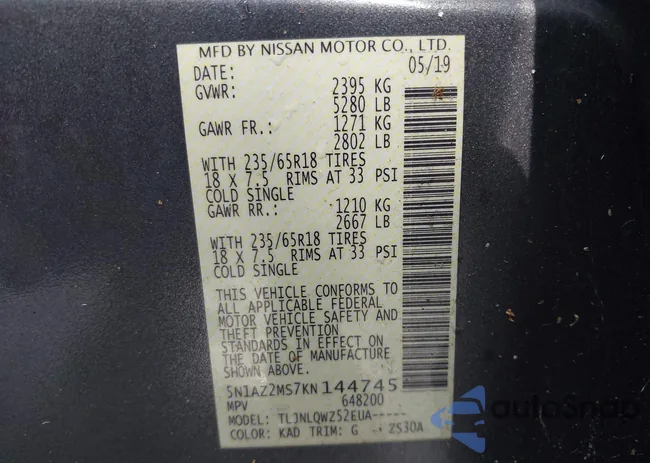 MFD BY NISSAN MOTOR CO., LTD.
DATE: 05/19
GVWR: 2395 KG
5280 LB
GAWR FR.: 1271 KG
2802 LB
WITH 235/65R18 TIRES
18 X 7.5 RIMS AT 33 PSI
COLD SINGLE
GAWR RR.: 1210 KG
2667 LB
WITH 235/65R18 TIRES
18 X 7.5 RIMS AT 33 PSI
COLD SINGLE
THIS VEHICLE CONFORMS TO
ALL APPLICABLE FEDERAL
MOTOR VEHICLE SAFETY AND
THEFT PREVENTION
STANDARDS IN EFFECT ON
THE DATE OF MANUFACTURE
SHOWN ABOVE.
5N1AZ2MS7KN144745
MPV 648200
MODEL: TLJNLQWZ52EUA-----
COLOR: KAD TRIM: G ZS30A
autoSnap